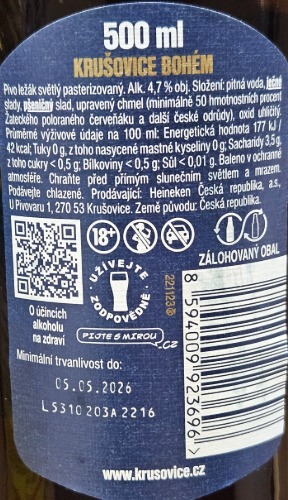 500 ml
KRUŠOVICE BOHÉM
Pivo ležák světlý pasterizovaný. Alk. 4,7 % obj. Složení: pitná voda, ječné
slady, pšeničný slad, upravený chmel (minimálně 50 hmotnostních procent
Žateckého poloraného červeňáku a další české odrůdy), oxid uhličitý.
Průměrné výživové údaje na 100 ml: Energetická hodnota 177 kJ /
42 kcal; Tuky 0 g, z toho nasycené mastné kyseliny 0 g; Sacharidy 3,5 g,
z toho cukry < 0,5 g; Bílkoviny < 0,5 g; Sůl < 0,01 g. Baleno v ochranné
atmosféře. Chraňte před přímým slunečním světlem a mrazem.
Podávejte chlazené. Prodávající: Heineken Česká republika, a.s.,
U Pivovaru 1, 270 53 Krušovice. Země původu: Česká republika.
18+
UŽÍVEJTE
ZODPOVĚDNĚ
221123
ZÁLOHOVANÝ OBAL
O účincích
alkoholu
na zdraví
PIJTE S MÍROU
.CZ
Minimální trvanlivost do:
05.05.2026
L5310203A 2216
8 594009 923696 >
www.krusovice.cz